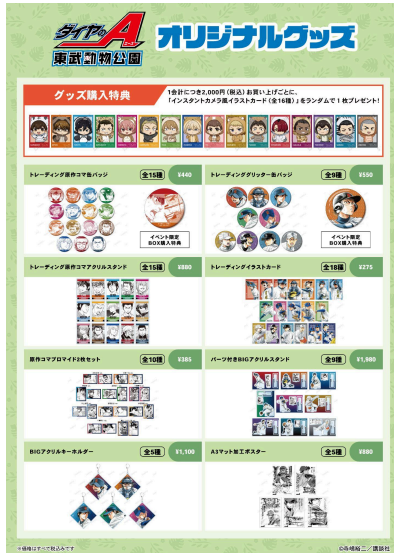 ダイヤのA
東武動物公園
オリジナルグッズ
グッズ購入特典
1会計につき2,000円(税込)お買い上げごとに、
「インスタントカメラ風イラストカード(全16種)」をランダムで1枚プレゼント!
トレーディング原作コマ缶バッジ 全15種 ¥440
イベント限定
BOX購入特典
トレーディンググリッター缶バッジ 全9種 ¥550
イベント限定
BOX購入特典
トレーディング原作コマアクリルスタンド 全15種 ¥880
トレーディングイラストカード 全18種 ¥275
原作コマブロマイド2枚セット 全10種 ¥385
パーツ付きBIGアクリルスタンド 全9種 ¥1,980
BIGアクリルキーホルダー 全5種 ¥1,100
A3マット加工ポスター 全5種 ¥880
※価格はすべて税込みです
©寺嶋裕二/講談社